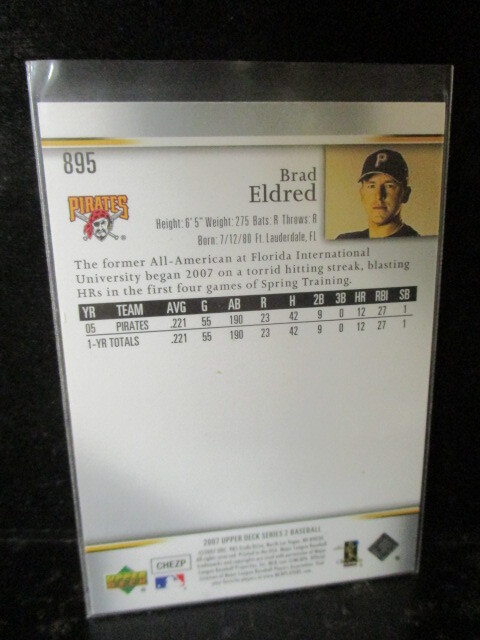 895
PIRATES
P
Brad
Eldred
Height: 6' 5" Weight: 275 Bats: R Throws: R
Born: 7/12/80 Ft. Lauderdale, FL
The former All-American at Florida International
University began 2007 on a torrid hitting streak, blasting
HRs in the first four games of Spring Training.
YR TEAM AVG G AB R H 2B 3B HR RBI SB
05 PIRATES .221 55 190 23 42 9 0 12 27 1
1-YR TOTALS .221 55 190 23 42 9 0 12 27 1
2007 UPPER DECK SERIES 2 BASEBALL
CHEZP
UPPER DECK